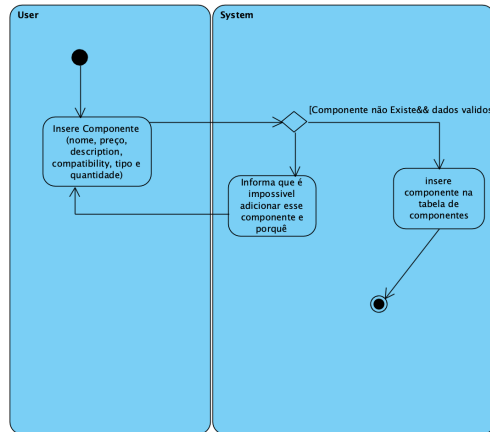 User
System
[Componente não Existe&& dados validos
Insere Componente
(nome, preço,
description,
compatibility, tipo e
quantidade)
Informa que é
impossivel
adicionar esse
componente e
porquê
insere
componente na
tabela de
componentes